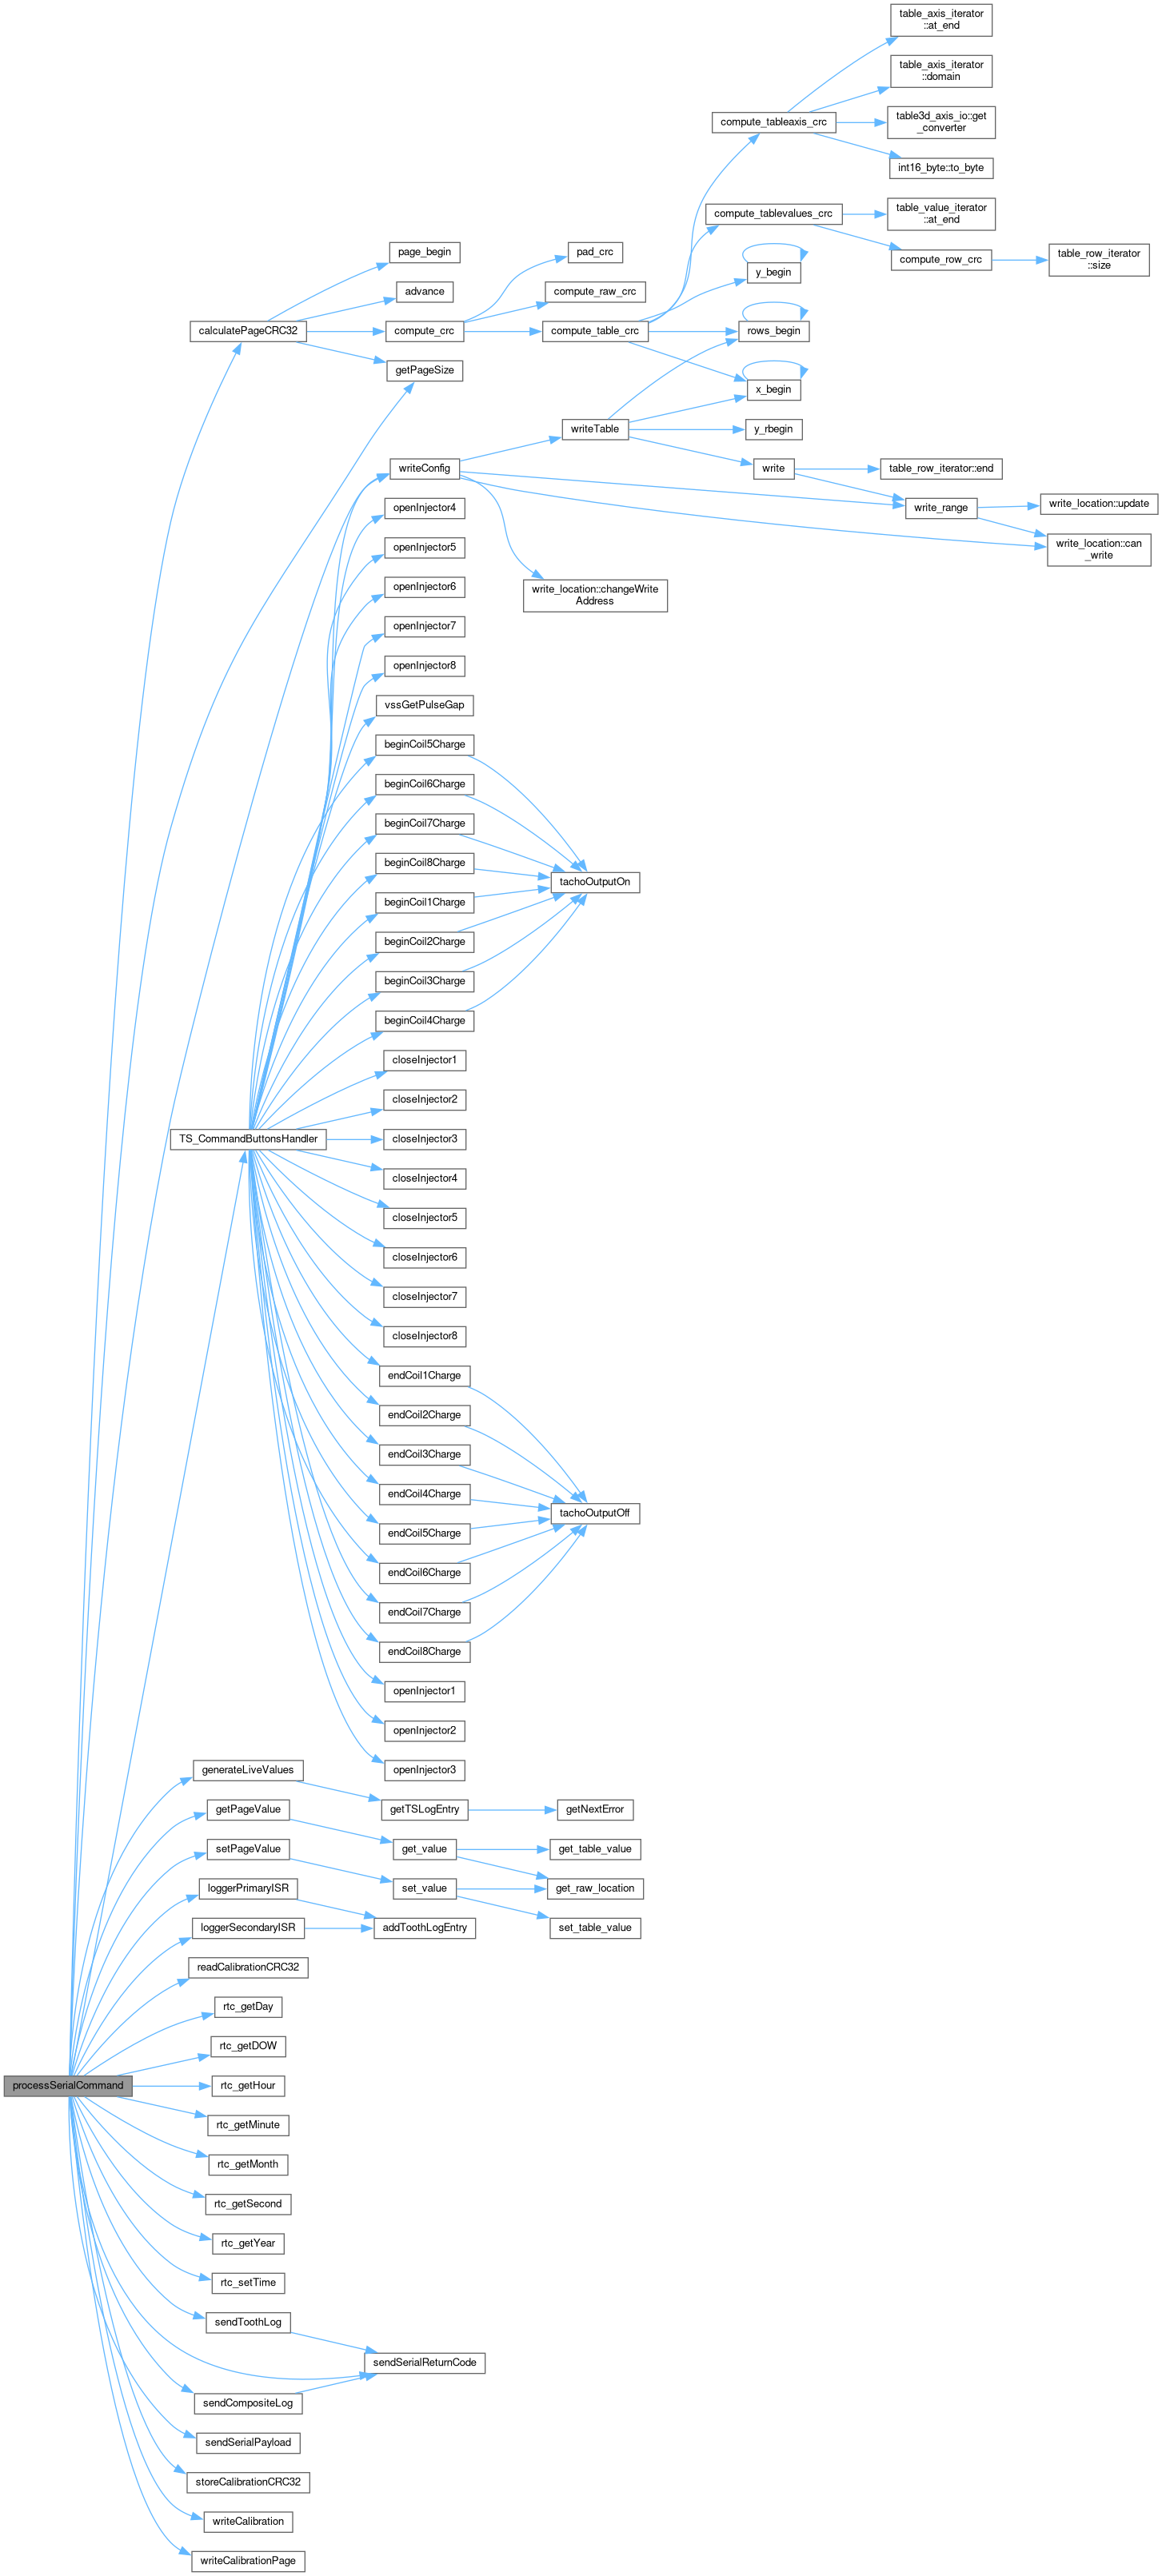 table_axis_iterator
::at_end
table_axis_iterator
::domain
table3d_axis_io::get
_converter
compute_tableaxis_crc
int16_byte::to_byte
table_value_iterator
::at_end
compute_tablevalues_crc
compute_row_crc
table_row_iterator
::size
page_begin
pad_crc
y_begin
advance
compute_raw_crc
calculatePageCRC32
compute_crc
compute_table_crc
rows_begin
getPageSize
x_begin
writeTable
y_rbegin
writeConfig
write
table_row_iterator::end
write_range
write_location::update
openInjector4
write_location::can
_write
openInjector5
write_location::changeWrite
Address
openInjector6
openInjector7
openInjector8
vssGetPulseGap
beginCoil5Charge
beginCoil6Charge
beginCoil7Charge
beginCoil8Charge
tachoOutputOn
beginCoil1Charge
beginCoil2Charge
beginCoil3Charge
beginCoil4Charge
closeInjector1
closeInjector2
TS_CommandButtonsHandler
closeInjector3
closeInjector4
closeInjector5
closeInjector6
closeInjector7
closeInjector8
endCoil1Charge
endCoil2Charge
endCoil3Charge
endCoil4Charge
tachoOutputOff
endCoil5Charge
endCoil6Charge
endCoil7Charge
endCoil8Charge
openInjector1
openInjector2
openInjector3
generateLiveValues
getTSLogEntry
getNextError
getPageValue
get_value
get_table_value
setPageValue
set_value
get_raw_location
loggerPrimaryISR
loggerSecondaryISR
addToothLogEntry
set_table_value
readCalibrationCRC32
rtc_getDay
rtc_getDOW
processSerialCommand
rtc_getHour
rtc_getMinute
rtc_getMonth
rtc_getSecond
rtc_getYear
rtc_setTime
sendToothLog
sendSerialReturnCode
sendCompositeLog
sendSerialPayload
storeCalibrationCRC32
writeCalibration
writeCalibrationPage